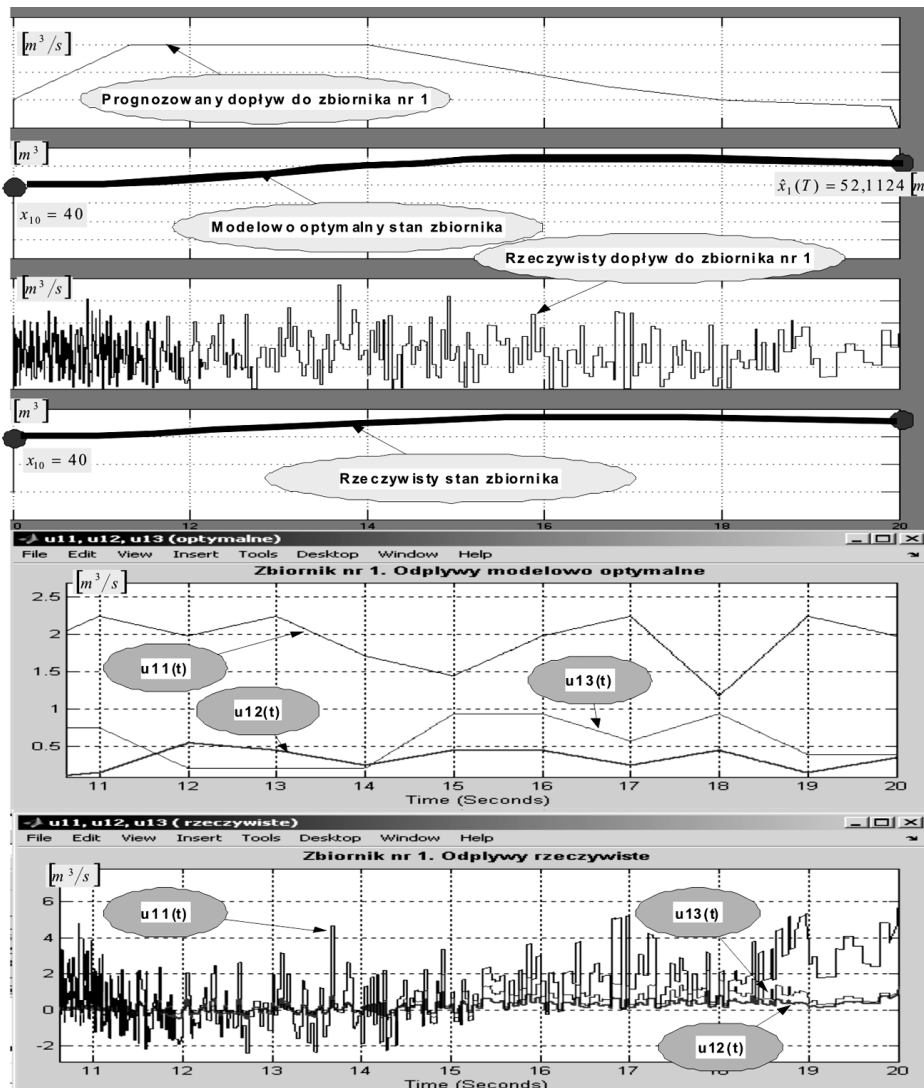 [m³/s]
Prognozowany dopływ do zbiornika nr 1
[m³]
x₁₀ = 40
x̂₁(T) = 52,1124 [m
Modelowo optymalny stan zbiornika
Rzeczywisty dopływ do zbiornika nr 1
[m³/s]
[m³]
x₁₀ = 40
Rzeczywisty stan zbiornika
0 12 14 16 18 20
u11, u12, u13 (optymalne)
File Edit View Insert Tools Desktop Window Help
Zbiornik nr 1. Odpływy modelowo optymalne
[m³/s]
2.5
2
1.5
1
0.5
u11(t)
u13(t)
u12(t)
11 12 13 14 15 16 17 18 19 20
Time (Seconds)
u11, u12, u13 ( rzeczywiste)
File Edit View Insert Tools Desktop Window Help
Zbiornik nr 1. Odpływy rzeczywiste
[m³/s]
6
4
2
0
-2
u11(t)
u13(t)
u12(t)
11 12 13 14 15 16 17 18 19 20
Time (Seconds)